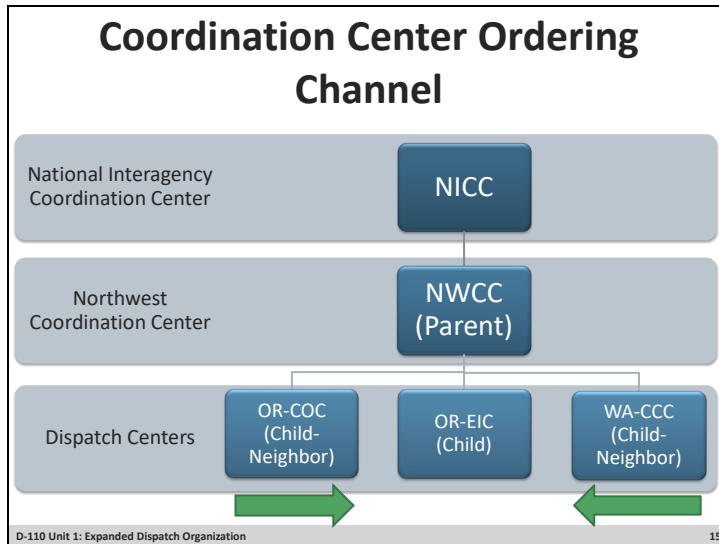 Coordination Center Ordering
Channel
National Interagency
Coordination Center
NICC
Northwest
Coordination Center
NWCC
(Parent)
Dispatch Centers
OR-COC
(Child-
Neighbor)
OR-EIC
(Child)
WA-CCC
(Child-
Neighbor)
D-110 Unit 1: Expanded Dispatch Organization
15